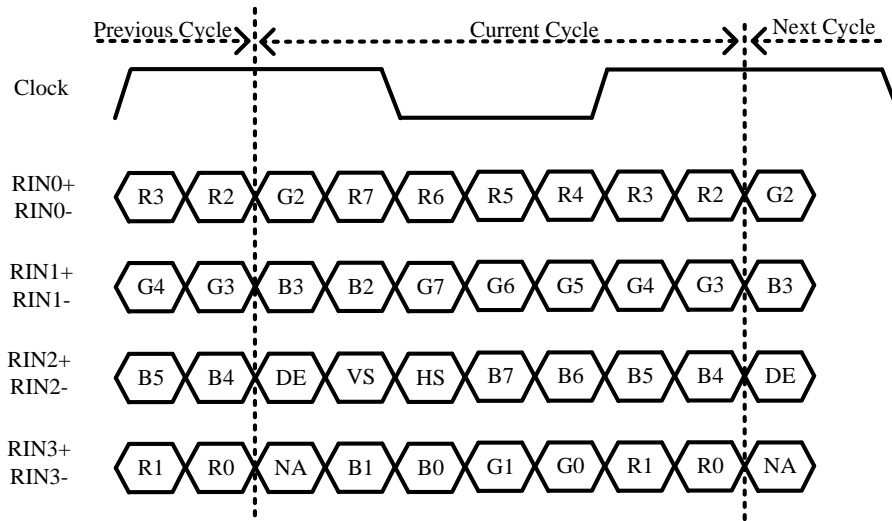 Previous Cycle Current Cycle Next Cycle
Clock
RIN0+
RIN0-
R3 R2 G2 R7 R6 R5 R4 R3 R2 G2
RIN1+
RIN1-
G4 G3 B3 B2 G7 G6 G5 G4 G3 B3
RIN2+
RIN2-
B5 B4 DE VS HS B7 B6 B5 B4 DE
RIN3+
RIN3-
R1 R0 NA B1 B0 G1 G0 R1 R0 NA